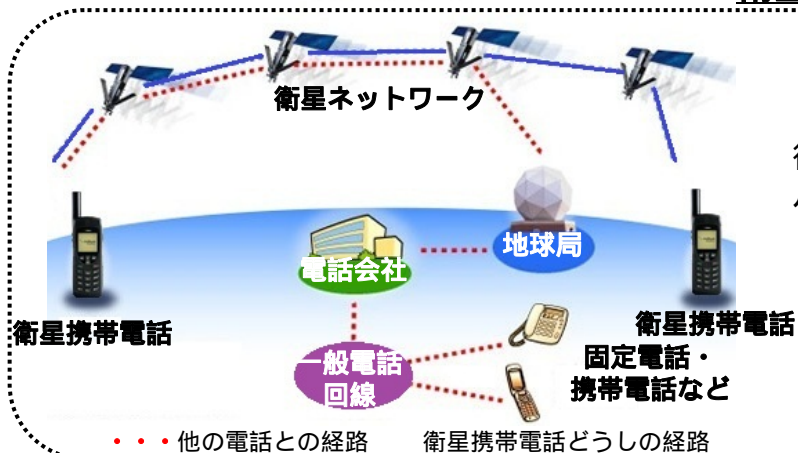 衛星ネットワーク
地球局
電話会社
衛星携帯電話
衛星携帯電話
一般電話
回線
固定電話・
携帯電話など
・・・他の電話との経路
衛星携帯電話どうしの経路